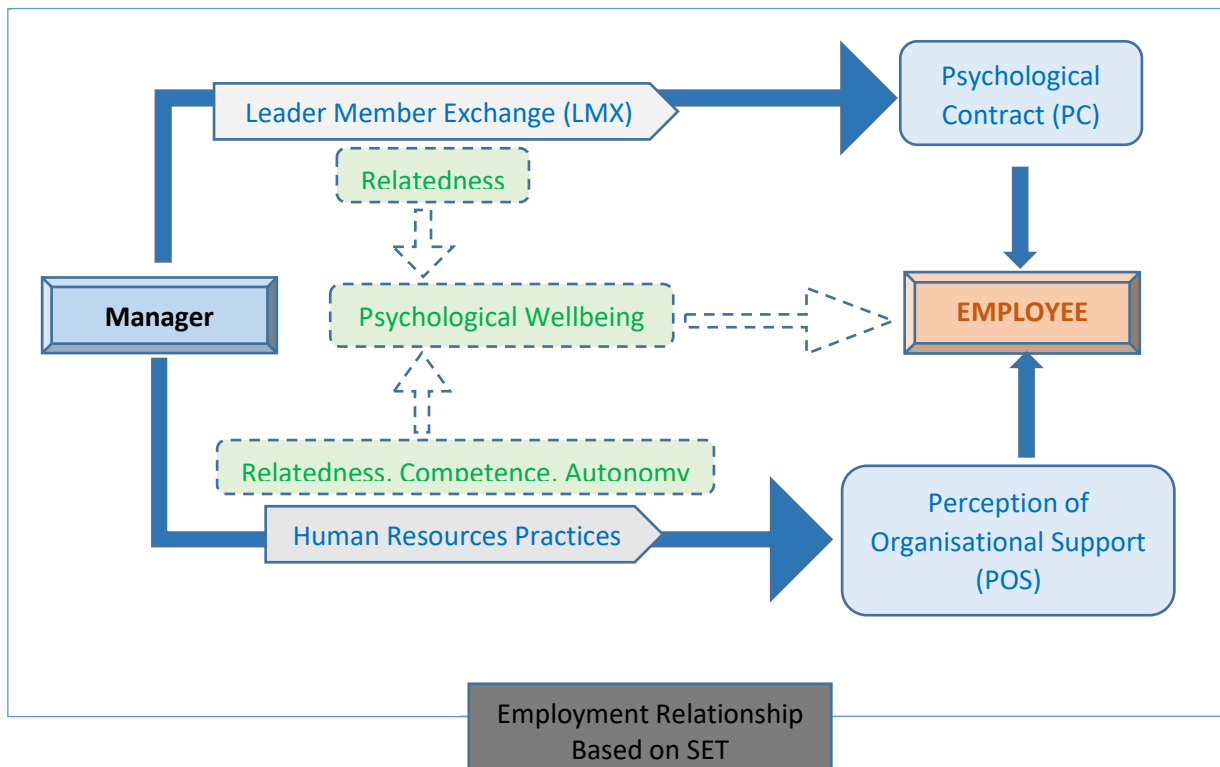 Leader Member Exchange (LMX)
Psychological
Contract (PC)
Relatedness
Manager
Psychological Wellbeing
EMPLOYEE
Relatedness, Competence, Autonomy
Human Resources Practices
Perception of
Organisational Support
(POS)
Employment Relationship
Based on SET